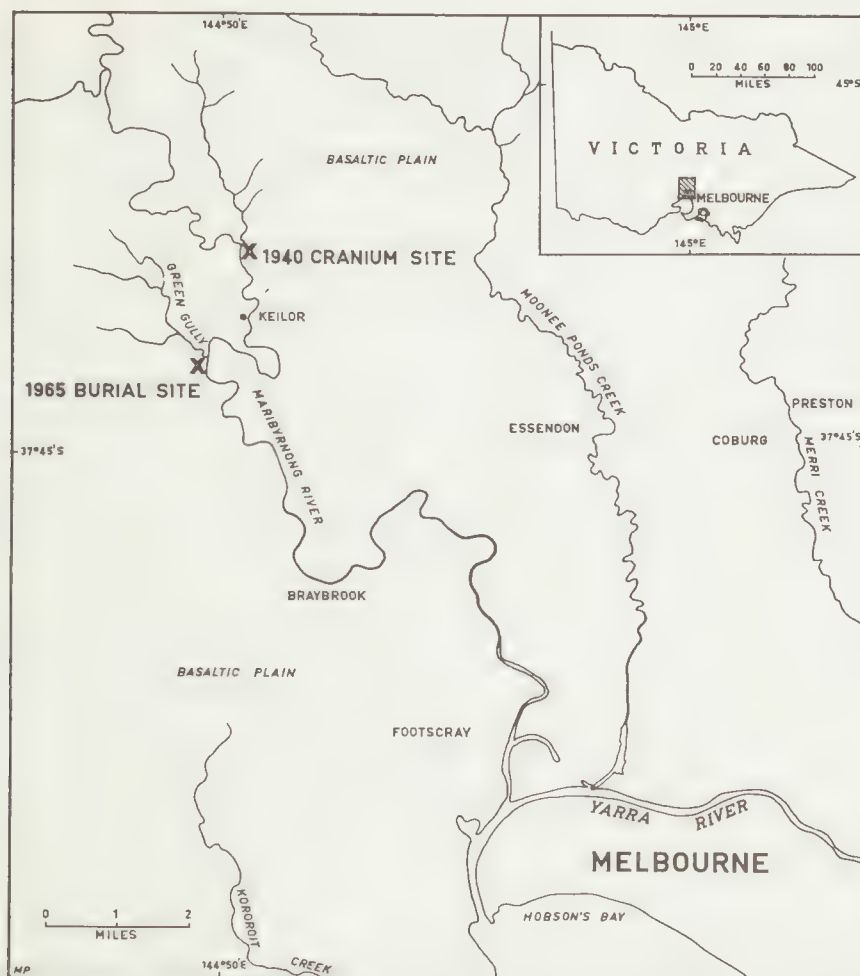 144°50'E
145°E
0 20 40 60 80 100
MILES
45°S
VICTORIA
MELBOURNE
145°E
BASALTIC PLAIN
X 1940 CRANIUM SITE
GREEN GULLY
KEILOR
X
1965 BURIAL SITE
MOONEE PONDS CREEK
MARIBYRNONG RIVER
ESSENDON
PRESTON
COBURG
37°45'S
37°45'S
MERRI CREEK
BRAYBROOK
BASALTIC PLAIN
FOOTSCRAY
YARRA RIVER
MELBOURNE
HOBSON'S BAY
KOROROIT
CREEK
0 1 2
MILES
MP
144°50'E